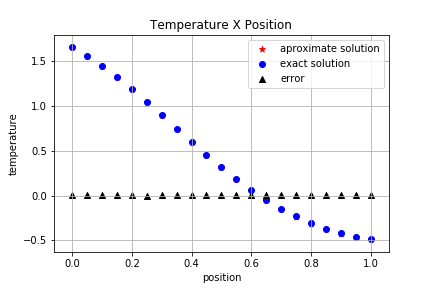 Temperature X Position
aproximate solution
exact solution
error
temperature
1.5
1.0
0.5
0.0
−0.5
0.0 0.2 0.4 0.6 0.8 1.0
position